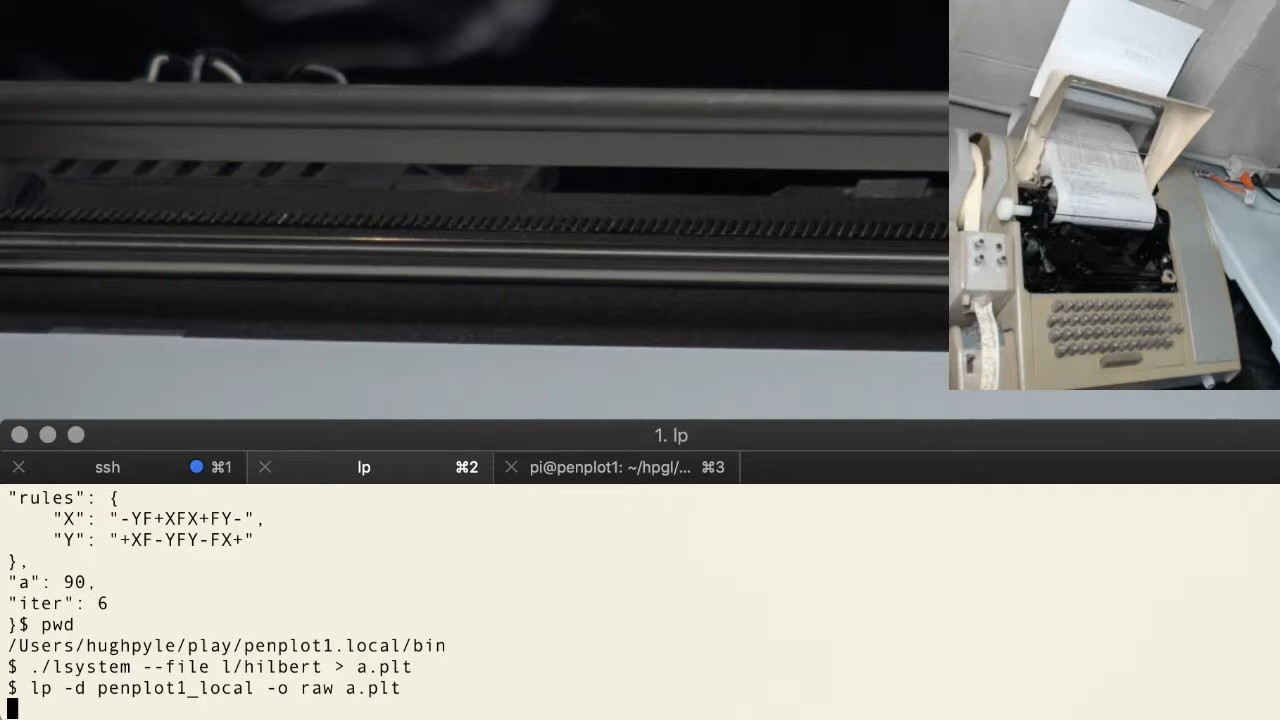 1. lp
ssh ⌘1 lp ⌘2 pi@penplot1: ~/hpgl/... ⌘3
"rules": {
    "X": "-YF+XFX+FY-",
    "Y": "+XF-YFY-FX+"
},
"a": 90,
"iter": 6
}$ pwd
/Users/hughpyle/play/penplot1.local/bin
$ ./lsystem --file l/hilbert > a.plt
$ lp -d penplot1_local -o raw a.plt